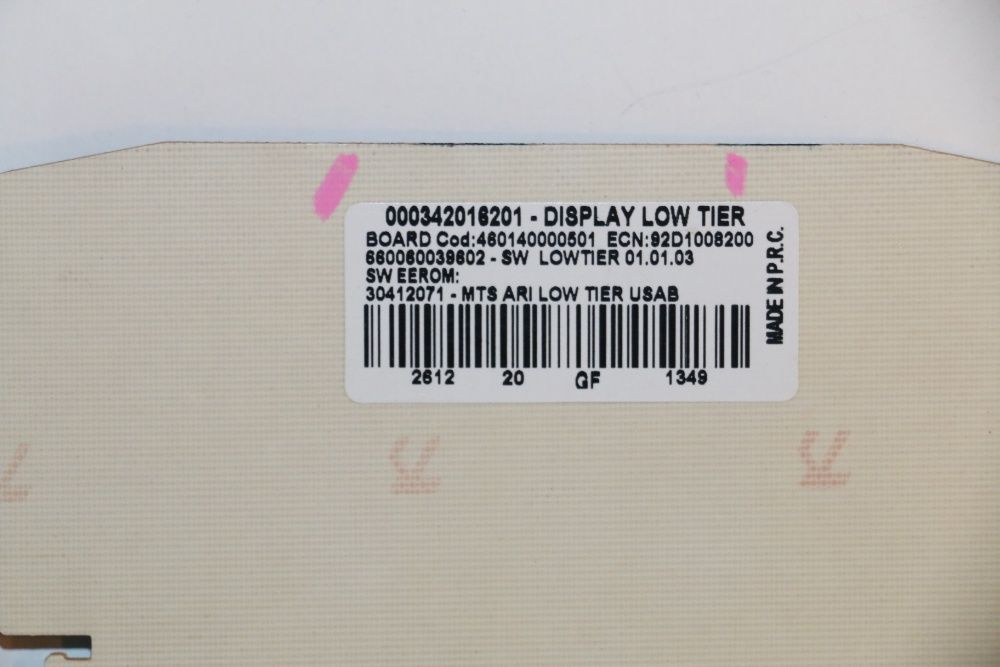 000342016201 - DISPLAY LOW TIER
BOARD Cod:460140000501 ECN:92D1008200
660060039602 - SW LOWTIER 01.01.03
SW EEROM:
30412071 - MTS ARI LOW TIER USAB
2612 20 GF 1349
MADE IN P.R.C.